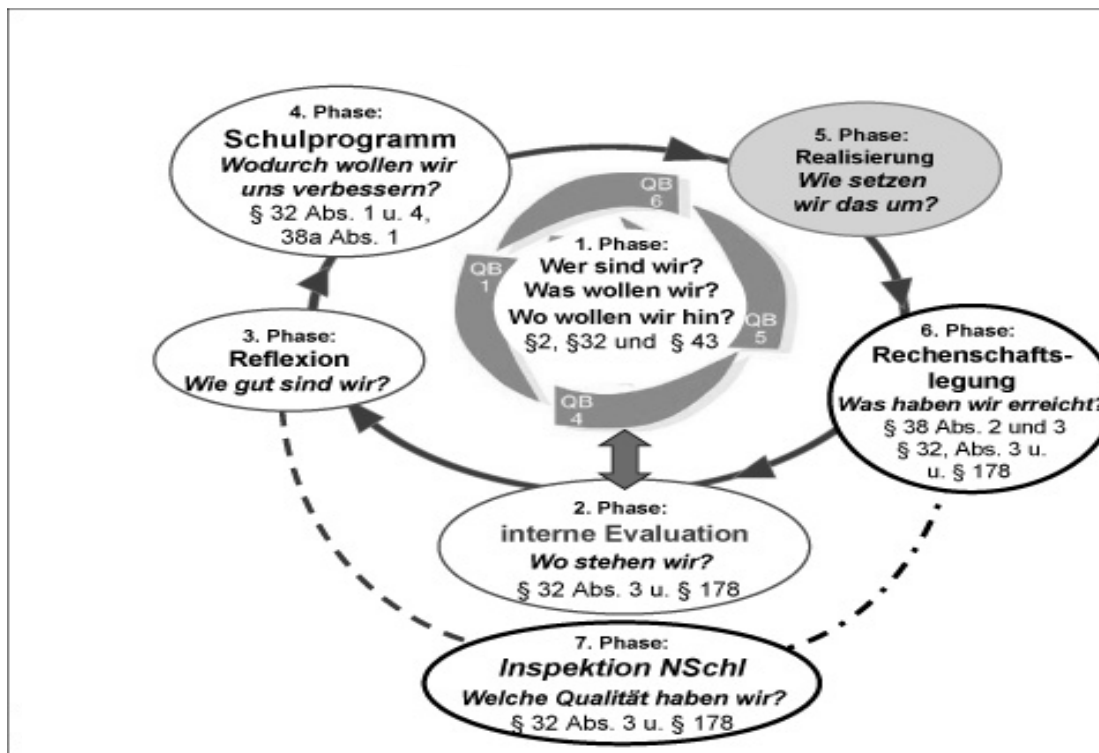 4. Phase:
Schulprogramm
Wodurch wollen wir
uns verbessern?
§ 32 Abs. 1 u. 4,
38a Abs. 1
5. Phase:
Realisierung
Wie setzen
wir das um?
QB
6
QB
1
QB
5
QB
4
1. Phase:
Wer sind wir?
Was wollen wir?
Wo wollen wir hin?
§2, §32 und § 43
3. Phase:
Reflexion
Wie gut sind wir?
6. Phase:
Rechenschafts-
legung
Was haben wir erreicht?
§ 38 Abs. 2 und 3
§ 32, Abs. 3 u.
u. § 178
2. Phase:
interne Evaluation
Wo stehen wir?
§ 32 Abs. 3 u. § 178
7. Phase:
Inspektion NSchI
Welche Qualität haben wir?
§ 32 Abs. 3 u. § 178